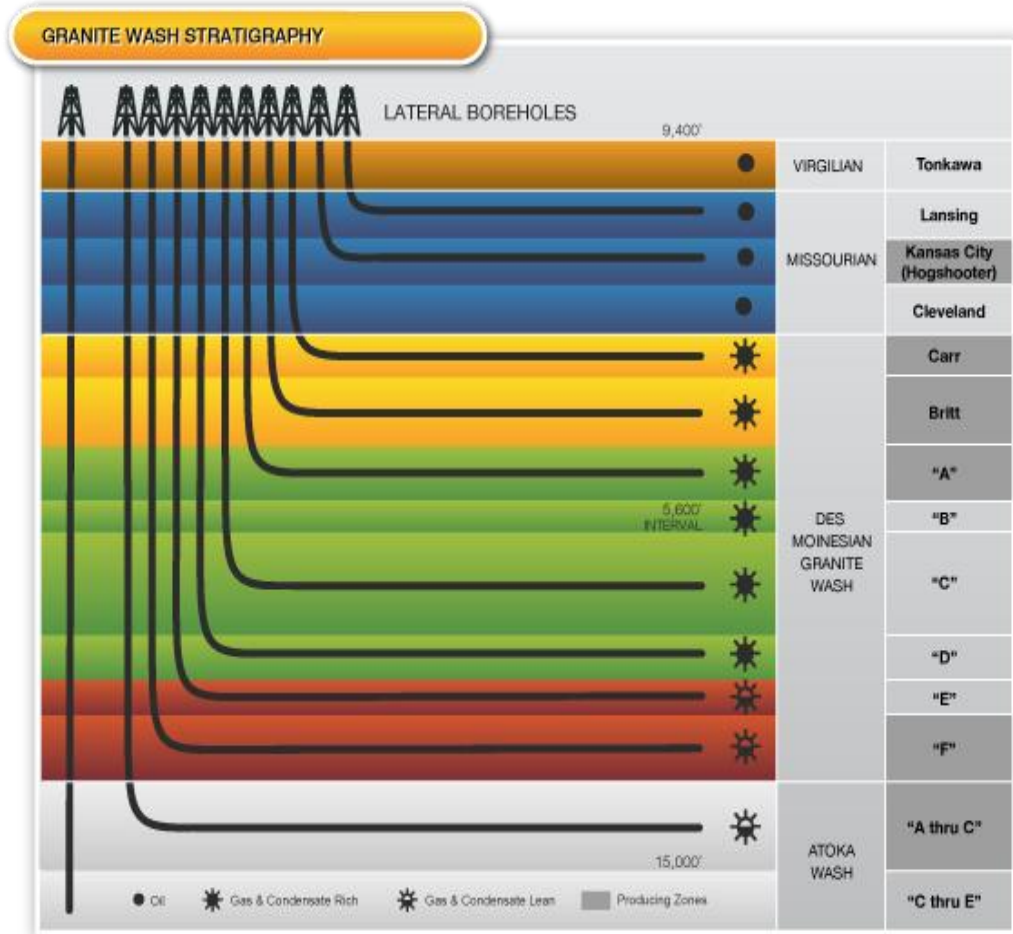 GRANITE WASH STRATIGRAPHY
LATERAL BOREHOLES
9,400'
VIRGILIAN
Tonkawa
Lansing
MISSOURIAN
Kansas City
(Hogshooter)
Cleveland
Carr
Britt
"A"
5,600'
INTERVAL
"B"
DES
MOINESIAN
GRANITE
WASH
"C"
"D"
"E"
"F"
"A thru C"
15,000'
ATOKA
WASH
Oil
Gas & Condensate Rich
Gas & Condensate Lean
Producing Zones
"C thru E"